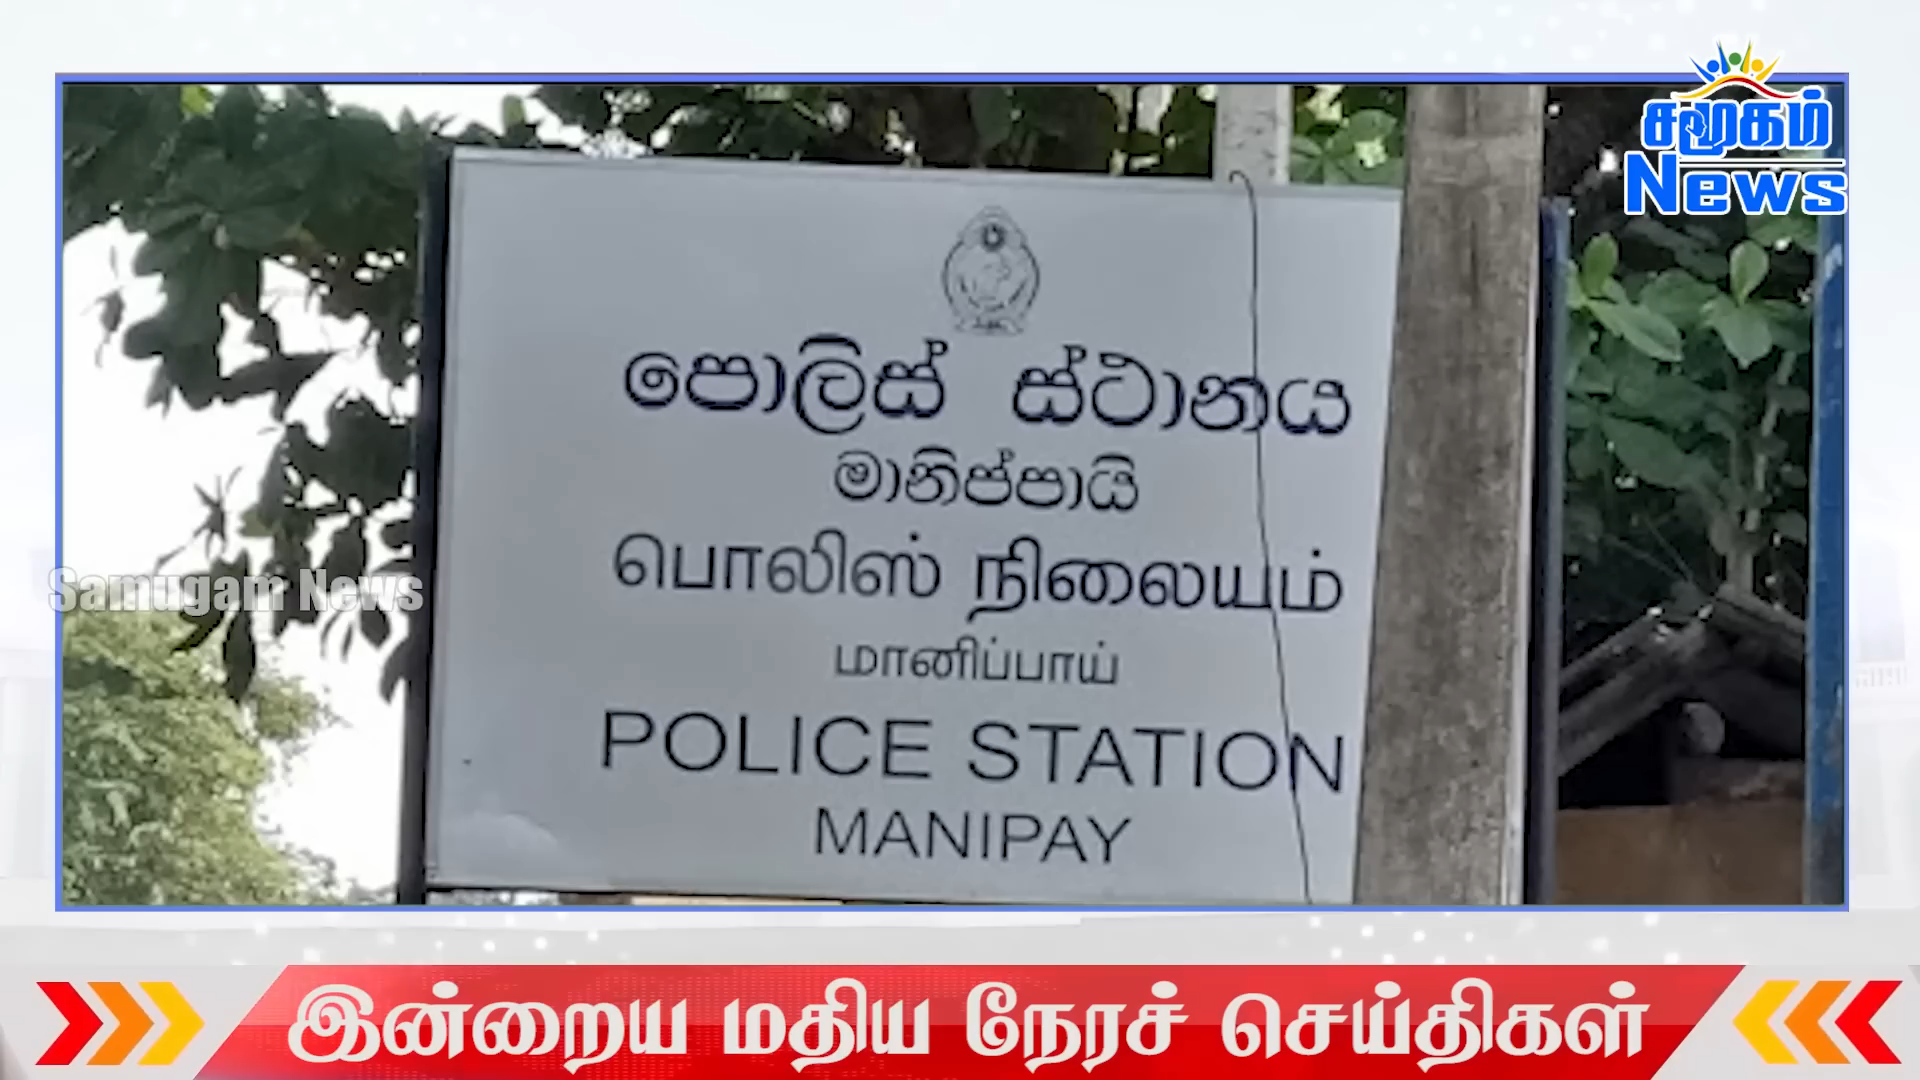 சமூகம்
News
පොලිස් ස්ථානය
මානිප්පායි
பொலிஸ் நிலையம்
மானிப்பாய்
POLICE STATION
MANIPAY
Samugam News
இன்றைய மதிய நேரச் செய்திகள்